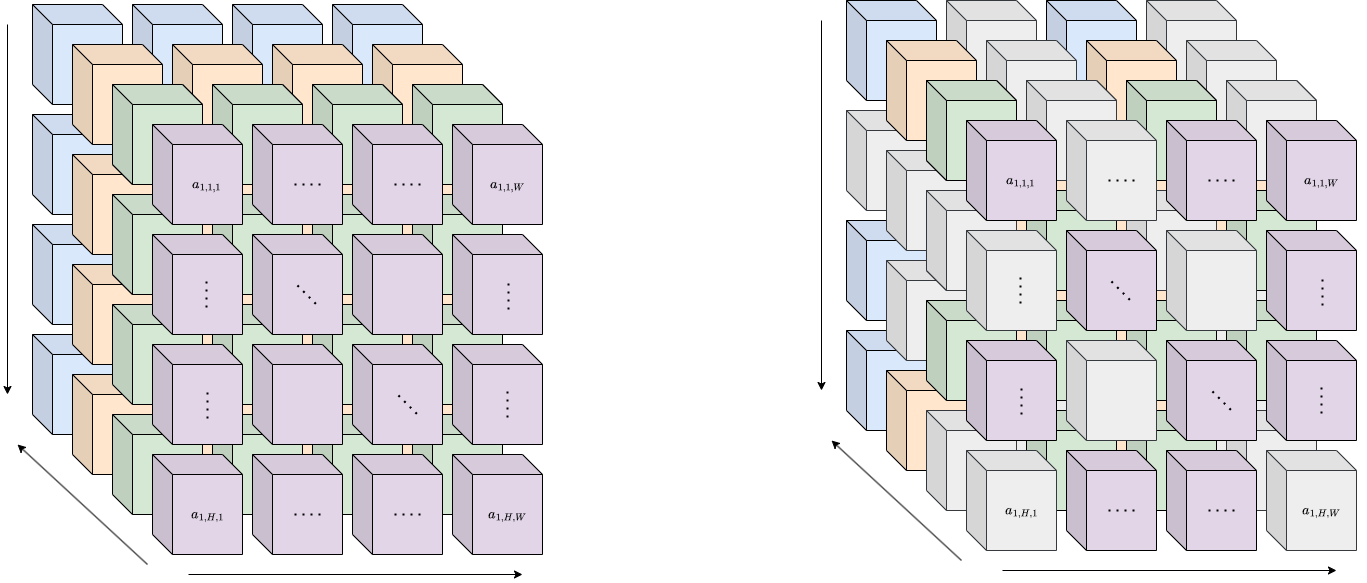 a₁,₁,₁ .... .... a₁,₁,W
a₁,₁,₁ .... .... a₁,₁,W
a₁,H,₁ .... .... a₁,H,W
a₁,H,₁ .... .... a₁,H,W